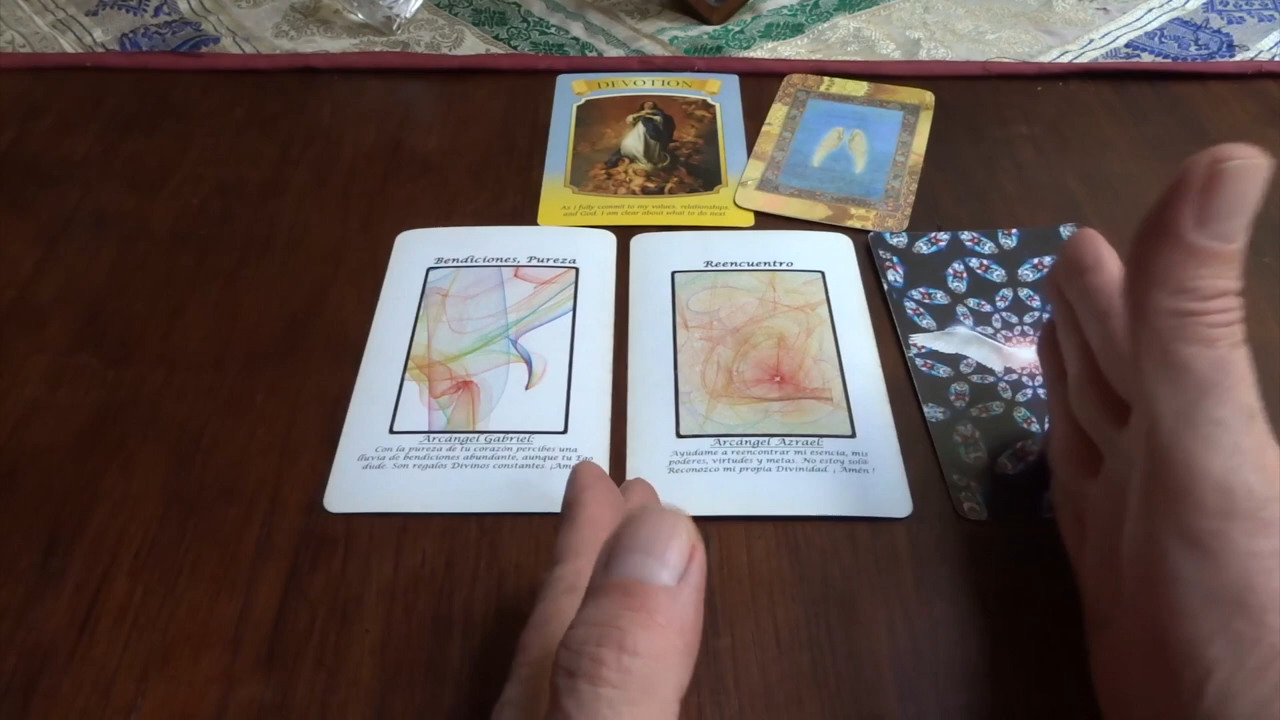 DEVOTION
As I fully commit to my values, relationships,
and God, I am clear about what to do next.
Bendiciones, Pureza
Arcángel Gabriel:
Con la pureza de tu corazón percibes una
lluvia de bendiciones abundante, aunque tu Ego
dude. Son regalos Divinos constantes. ¡Amé
Reencuentro
Arcángel Azrael:
Ayudame a reencontrar mi esencia, mis
poderes, virtudes y metas. No estoy sol@
Reconozco mi propia Divinidad. ¡ Amén !